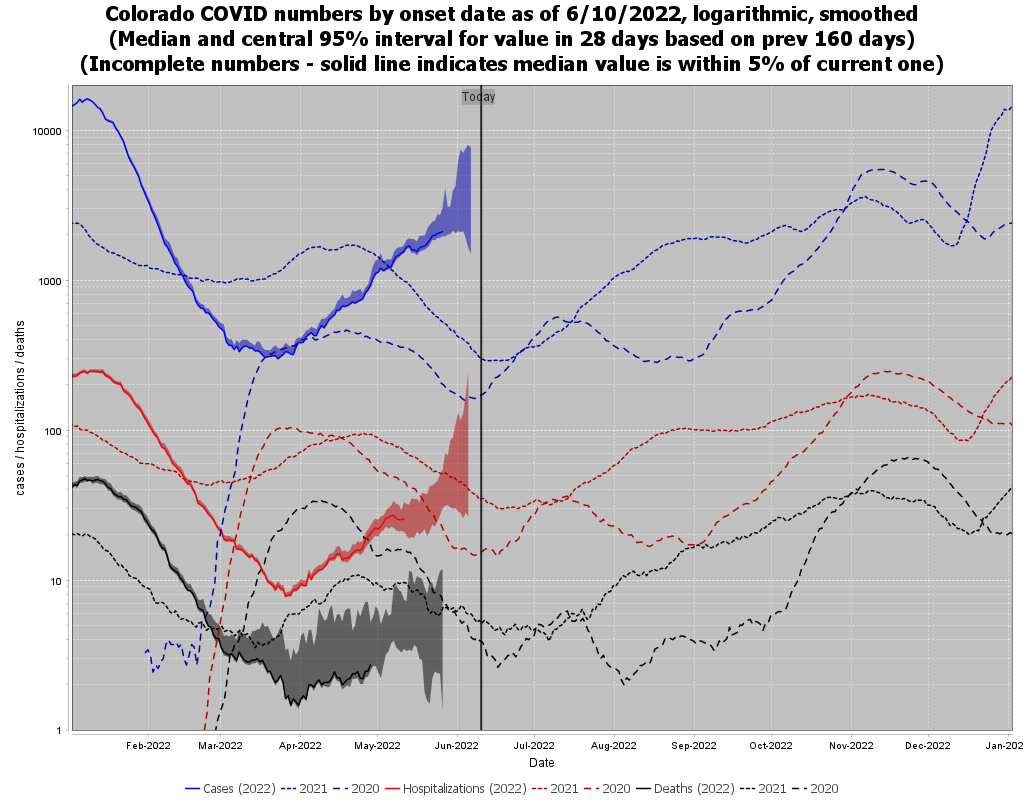 Colorado COVID numbers by onset date as of 6/10/2022, logarithmic, smoothed
(Median and central 95% interval for value in 28 days based on prev 160 days)
(Incomplete numbers - solid line indicates median value is within 5% of current one)
Today
10000
1000
100
10
1
cases / hospitalizations / deaths
Feb-2022 Mar-2022 Apr-2022 May-2022 Jun-2022 Jul-2022 Aug-2022 Sep-2022 Oct-2022 Nov-2022 Dec-2022 Jan-202
Date
Cases (2022) 2021 2020 Hospitalizations (2022) 2021 2020 Deaths (2022) 2021 2020